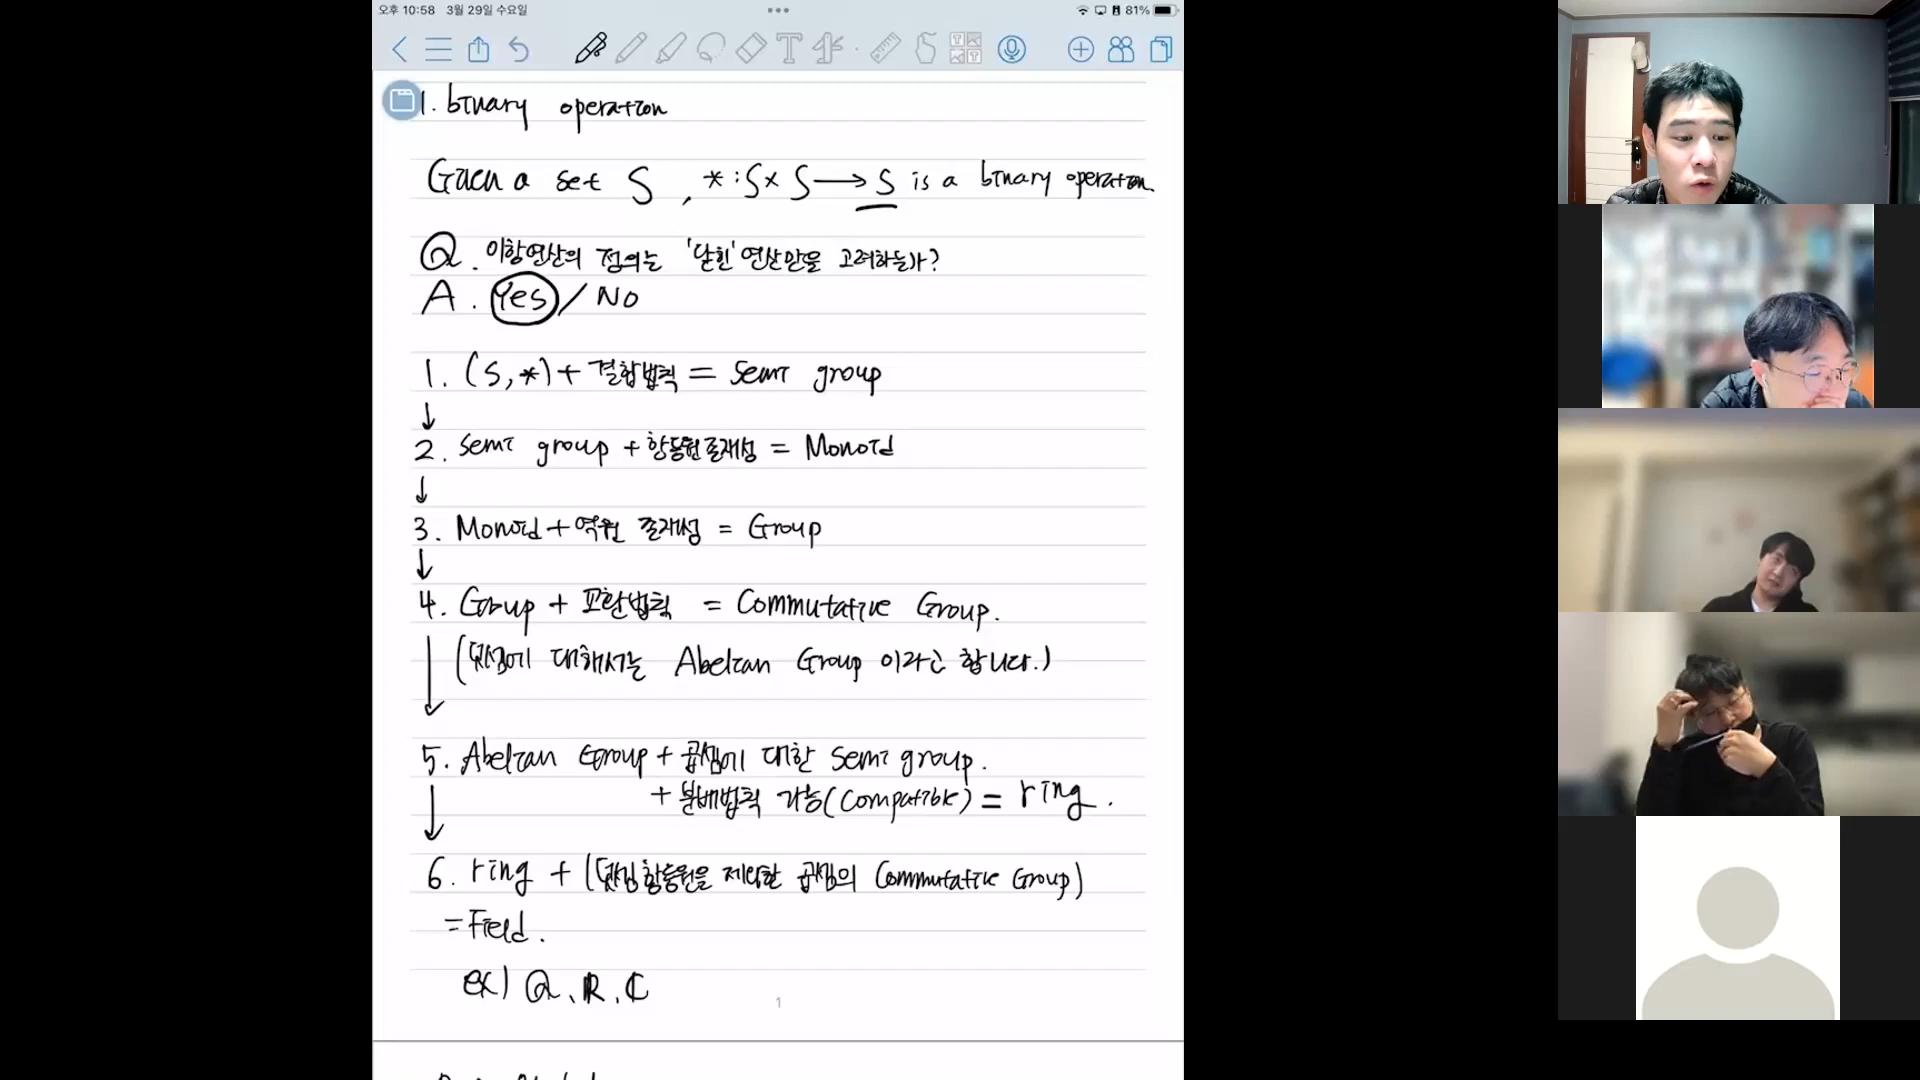 오후 10:58 3월 29일 수요일
81%
1. binary operation
Given a set S, *: S x S → S is a binary operation.
Q. 이항연산의 정의는 '닫힌' 연산만을 고려하는가?
A. Yes / No
1. (S, *) + 결합법칙 = Semi group
↓
2. semi group + 항등원 존재성 = Monoid
↓
3. Monoid + 역원 존재성 = Group
↓
4. Group + 교환법칙 = Commutative Group.
(덧셈에 대해서는 Abelian Group 이라고 합니다.)
↓
5. Abelian Group + 곱셈에 대한 semi group.
+ 분배법칙 가능(Compatible) = ring.
↓
6. ring + (덧셈 항등원을 제외한 곱셈의 Commutative Group)
= Field.
ex) Q, R, C
1